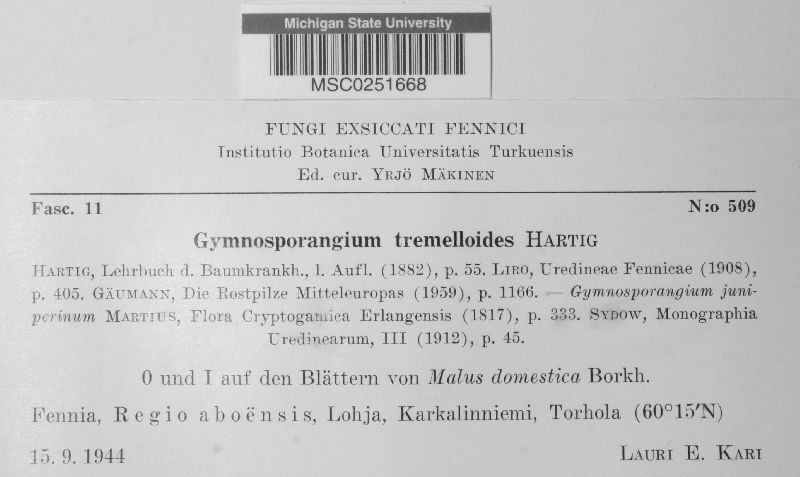 Michigan State University
MSC0251668
FUNGI EXSICCATI FENNICI
Institutio Botanica Universitatis Turkuensis
Ed. cur. YRJÖ MÄKINEN
Fasc. 11 N:o 509
Gymnosporangium tremelloides HARTIG
HARTIG, Lehrbuch d. Baumkrankh., 1. Aufl. (1882), p. 55. LIRO, Uredineae Fennicae (1908),
p. 405. GÄUMANN, Die Rostpilze Mitteleuropas (1959), p. 1166. — Gymnosporangium juni-
perinum MARTIUS, Flora Cryptogamica Erlangensis (1817), p. 333. SYDOW, Monographia
Uredinearum, III (1912), p. 45.
0 und I auf den Blättern von Malus domestica Borkh.
Fennia, Regio aboënsis, Lohja, Karkalinniemi, Torhola (60°15′N)
15. 9. 1944 LAURI E. KARI